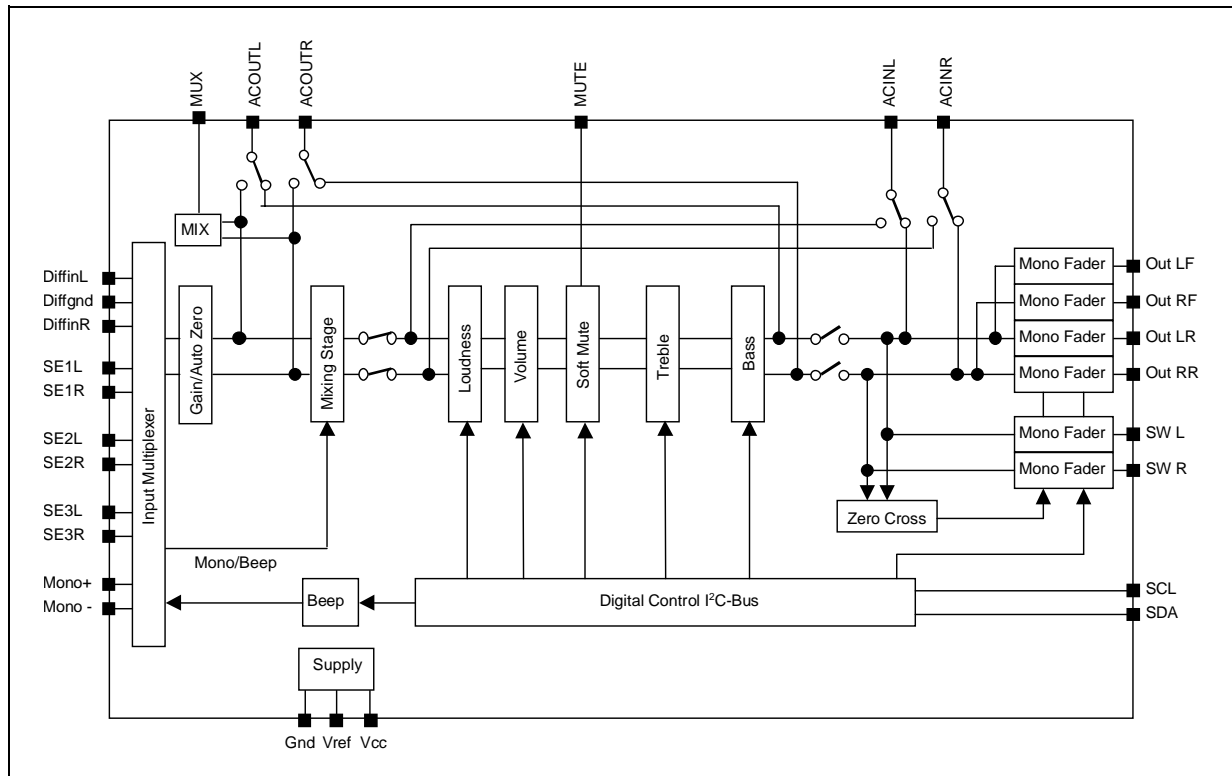 MUX
ACOUTL
ACOUTR
MUTE
ACINL
ACINR
MIX
DiffinL
Diffgnd
DiffinR
SE1L
SE1R
SE2L
SE2R
SE3L
SE3R
Mono+
Mono -
Input Multiplexer
Gain/Auto Zero
Mixing Stage
Loudness
Volume
Soft Mute
Treble
Bass
Mono Fader
Mono Fader
Mono Fader
Mono Fader
Mono Fader
Mono Fader
Out LF
Out RF
Out LR
Out RR
SW L
SW R
Zero Cross
Mono/Beep
Beep
Digital Control I²C-Bus
SCL
SDA
Supply
Gnd Vref Vcc